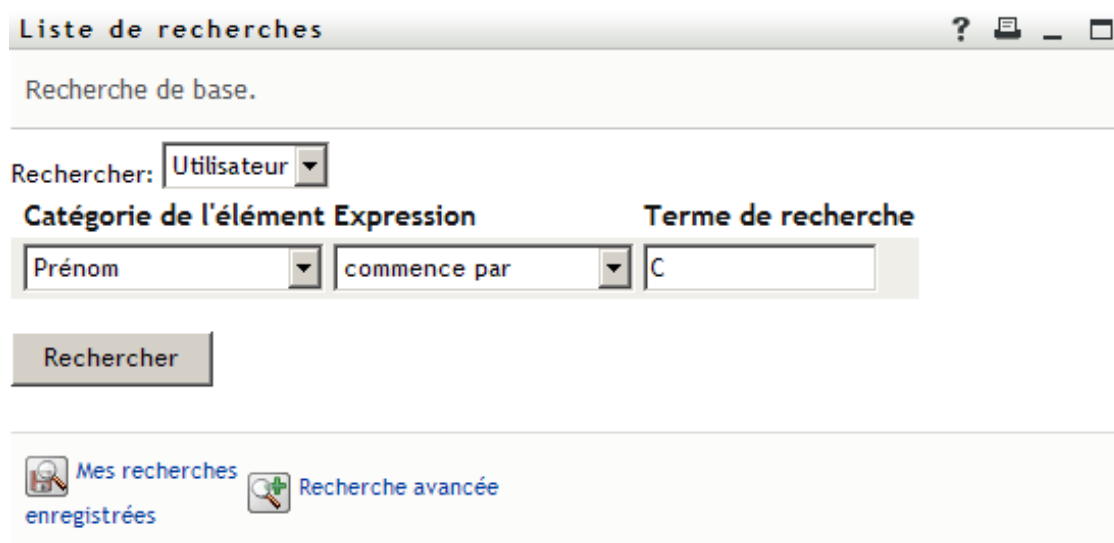 Liste de recherches ?
Recherche de base.
Rechercher: Utilisateur
Catégorie de l'élément Expression Terme de recherche
Prénom commence par C
Rechercher
Mes recherches enregistrées
Recherche avancée